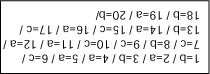 1=b / 2=a / 3=b / 4=a / 5=a / 6=c /
7=c / 8=b / 9=c / 10=c / 11=a / 12=a /
13=b / 14=a / 15=c / 16=a / 17=c /
18=b / 19=a / 20=b/